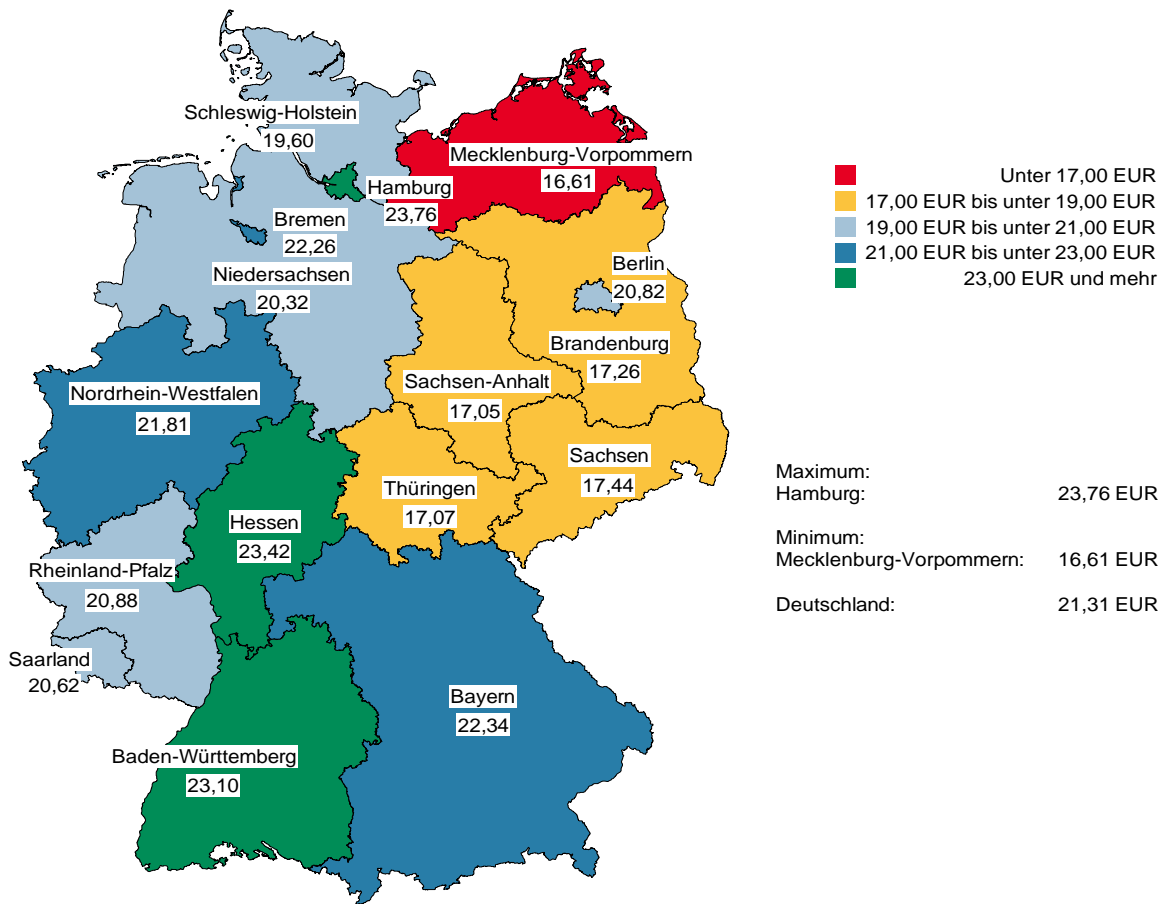 Schleswig-Holstein
19,60
Mecklenburg-Vorpommern
16,61
Hamburg
23,76
Bremen
22,26
Niedersachsen
20,32
Berlin
20,82
Brandenburg
17,26
Sachsen-Anhalt
17,05
Nordrhein-Westfalen
21,81
Sachsen
17,44
Thüringen
17,07
Hessen
23,42
Rheinland-Pfalz
20,88
Saarland
20,62
Bayern
22,34
Baden-Württemberg
23,10
Unter 17,00 EUR
17,00 EUR bis unter 19,00 EUR
19,00 EUR bis unter 21,00 EUR
21,00 EUR bis unter 23,00 EUR
23,00 EUR und mehr
Maximum:
Hamburg: 23,76 EUR
Minimum:
Mecklenburg-Vorpommern: 16,61 EUR
Deutschland: 21,31 EUR